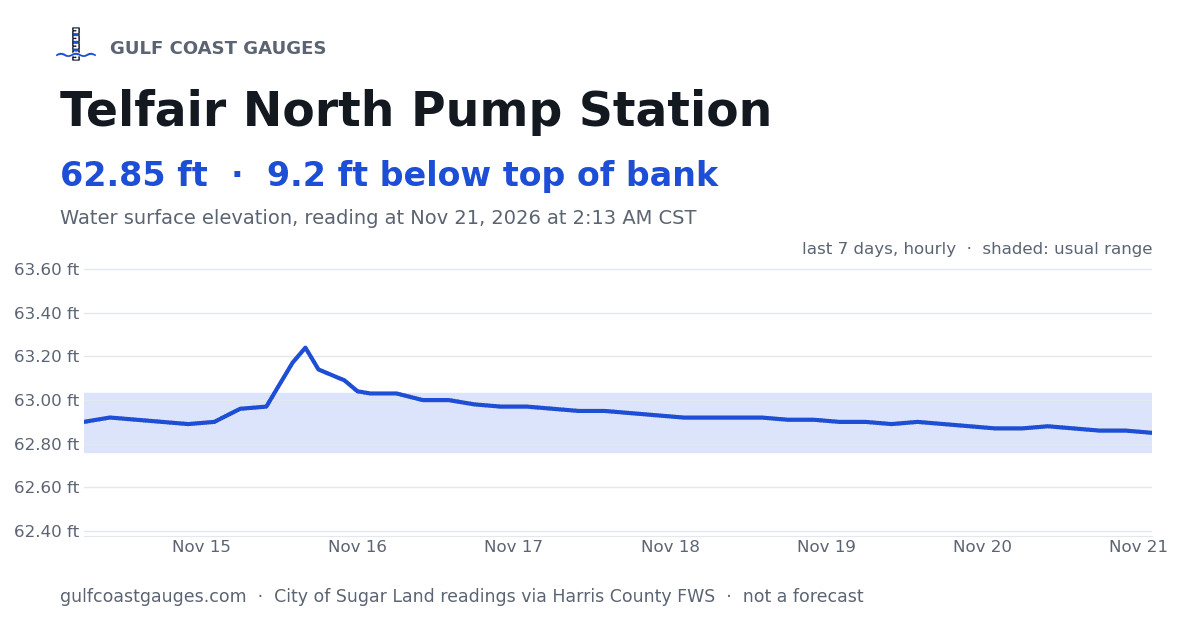 GULF COAST GAUGES
Telfair North Pump Station
62.85 ft · 9.2 ft below top of bank
Water surface elevation, reading at Nov 21, 2026 at 2:13 AM CST
last 7 days, hourly · shaded: usual range
63.60 ft
63.40 ft
63.20 ft
63.00 ft
62.80 ft
62.60 ft
62.40 ft
Nov 15 Nov 16 Nov 17 Nov 18 Nov 19 Nov 20 Nov 21
gulfcoastgauges.com · City of Sugar Land readings via Harris County FWS · not a forecast